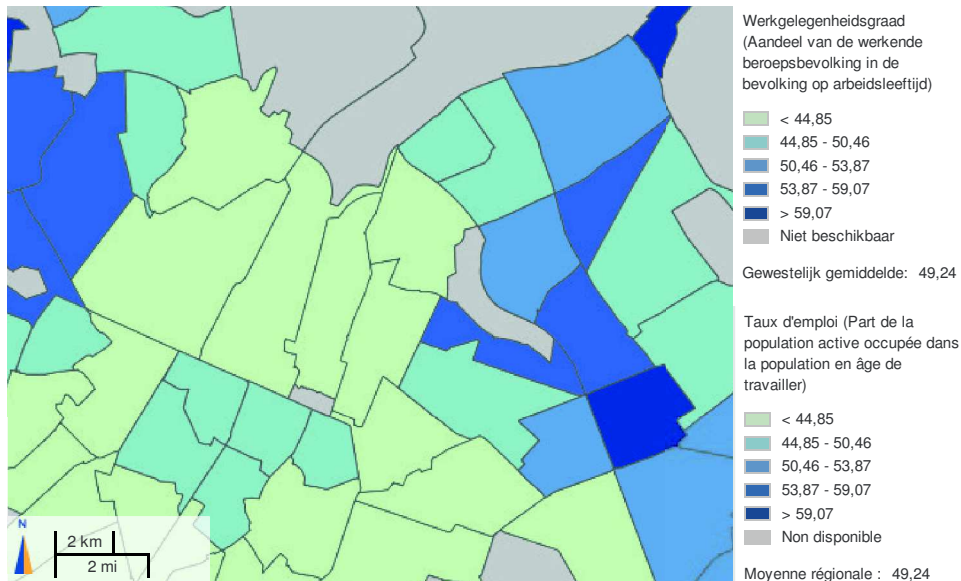 Werkgelegenheidsgraad
(Aandeel van de werkende
beroepsbevolking in de
bevolking op arbeidsleeftijd)
< 44,85
44,85 - 50,46
50,46 - 53,87
53,87 - 59,07
> 59,07
Niet beschikbaar
Gewestelijk gemiddelde: 49,24
Taux d'emploi (Part de la
population active occupée dans
la population en âge de
travailler)
< 44,85
44,85 - 50,46
50,46 - 53,87
53,87 - 59,07
> 59,07
Non disponible
Moyenne régionale : 49,24
N
2 km
2 mi